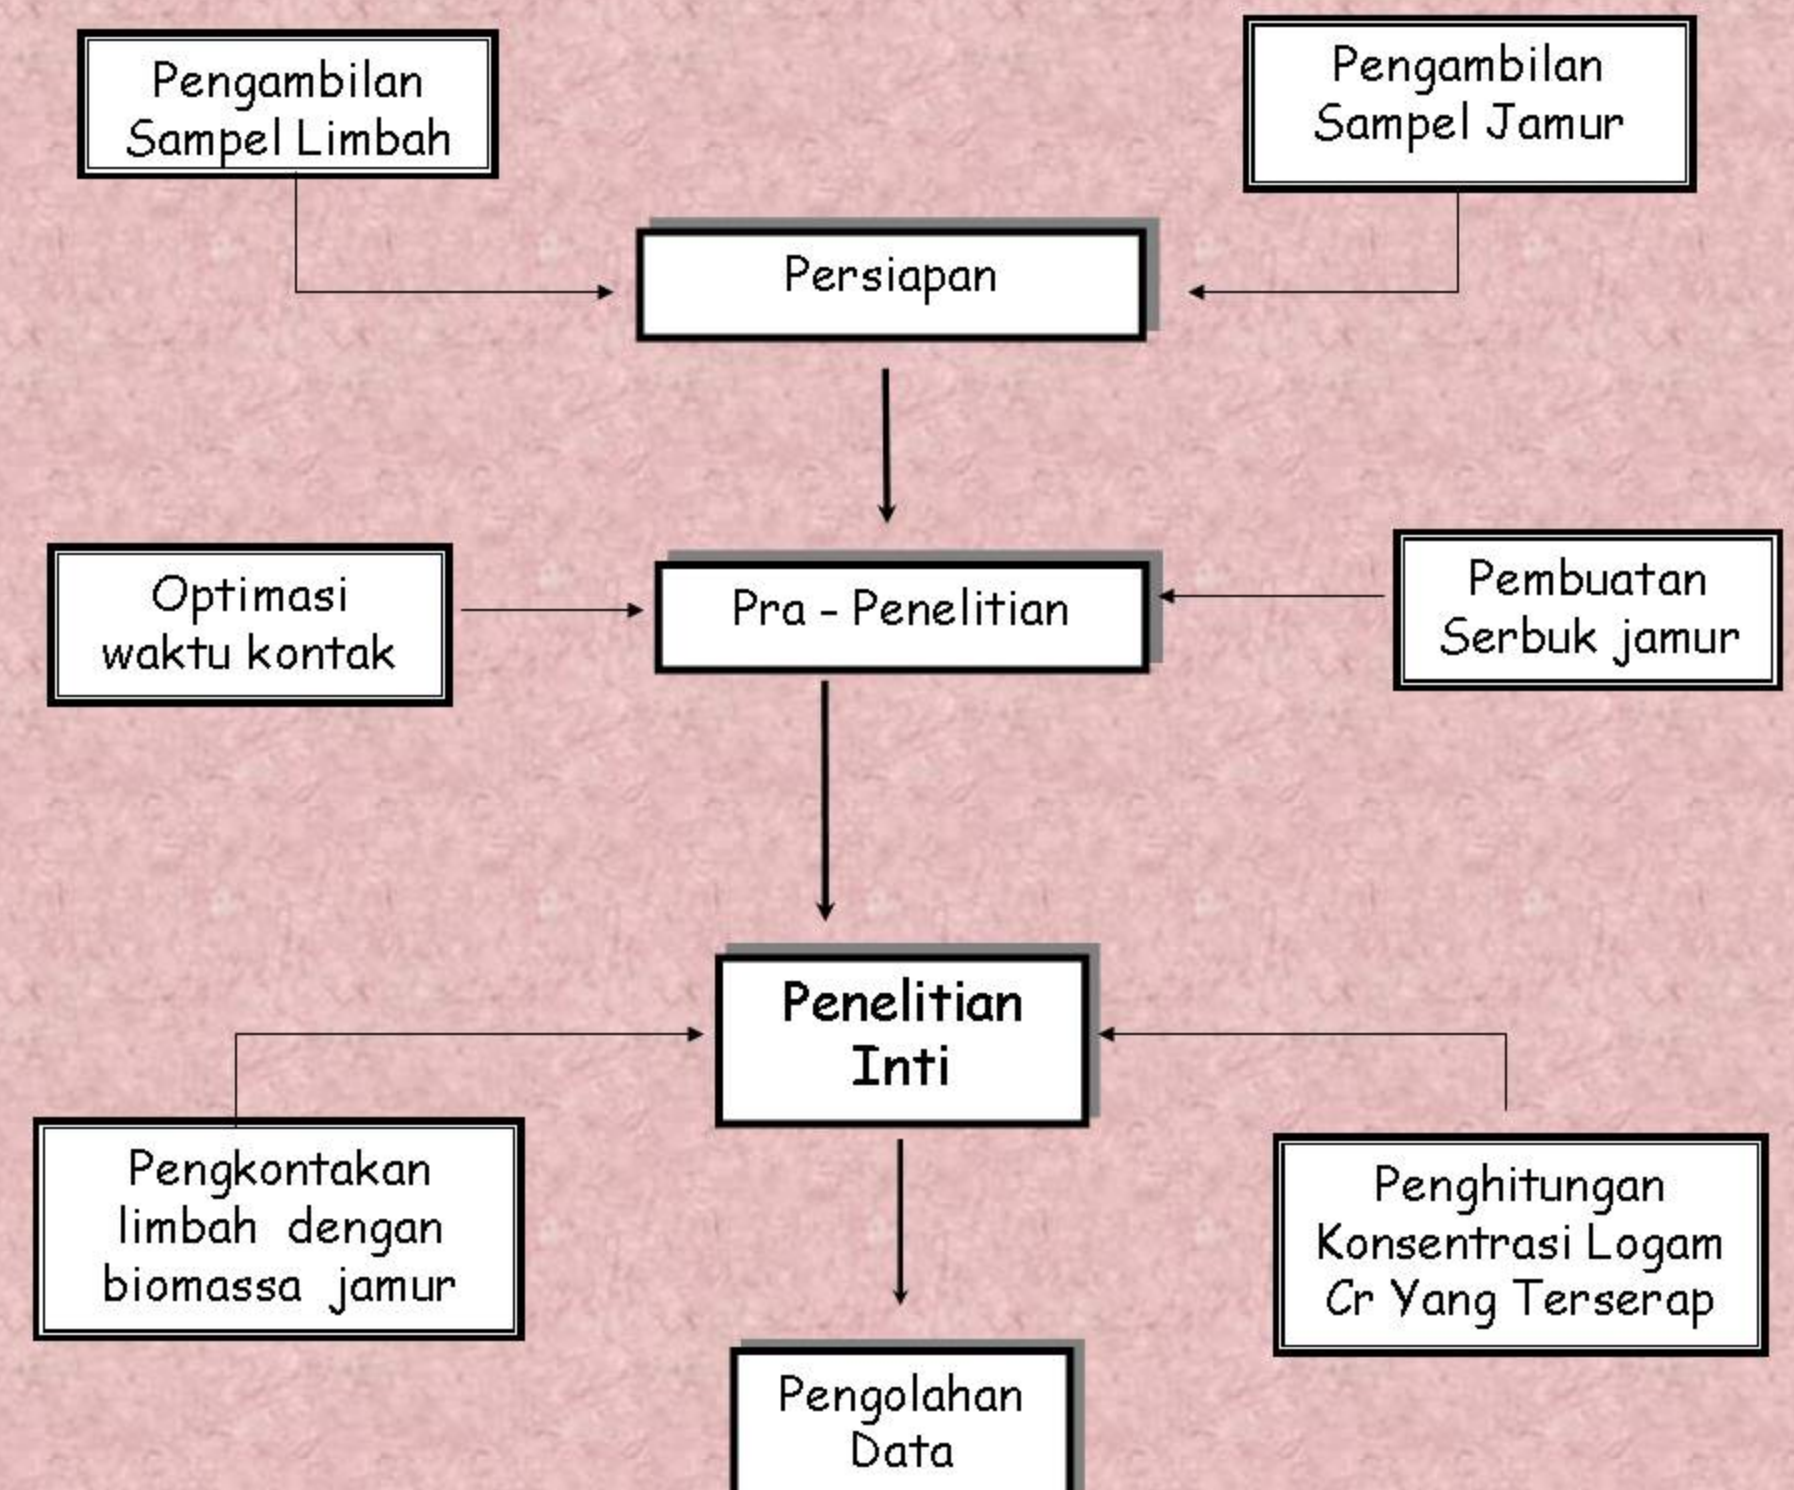 Pengambilan
Sampel Limbah
Pengambilan
Sampel Jamur
Persiapan
Optimasi
waktu kontak
Pra - Penelitian
Pembuatan
Serbuk jamur
Penelitian
Inti
Pengkontakan
limbah dengan
biomassa jamur
Penghitungan
Konsentrasi Logam
Cr Yang Terserap
Pengolahan
Data